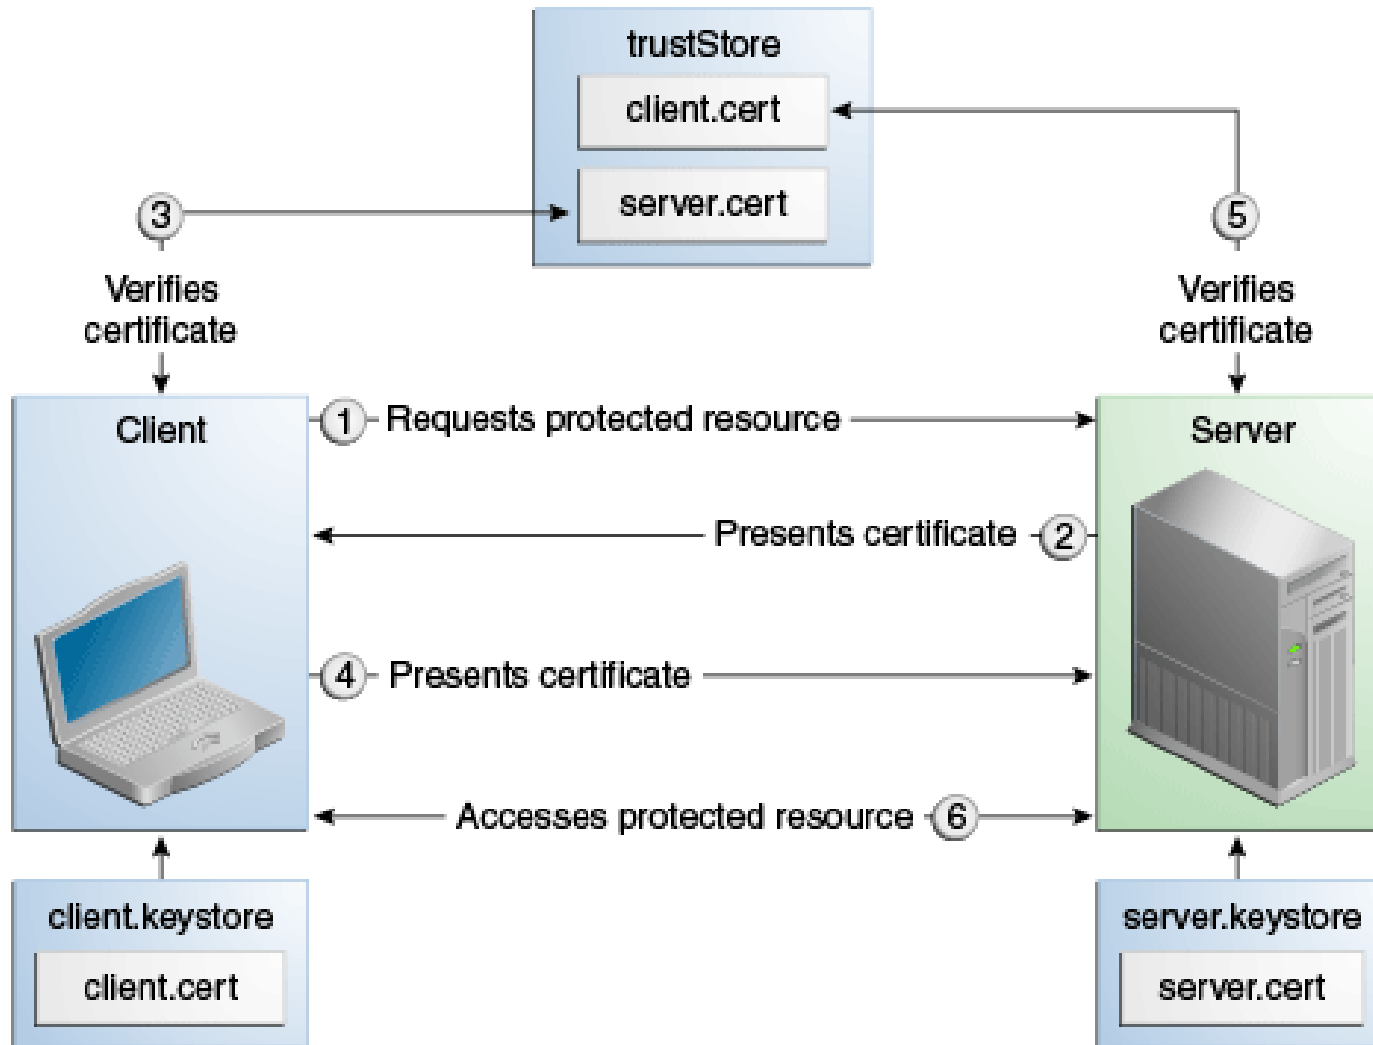 trustStore
client.cert
server.cert
3
5
Verifies
certificate
Verifies
certificate
Client
1
Requests protected resource
Server
Presents certificate
2
4
Presents certificate
Accesses protected resource
6
client.keystore
client.cert
server.keystore
server.cert